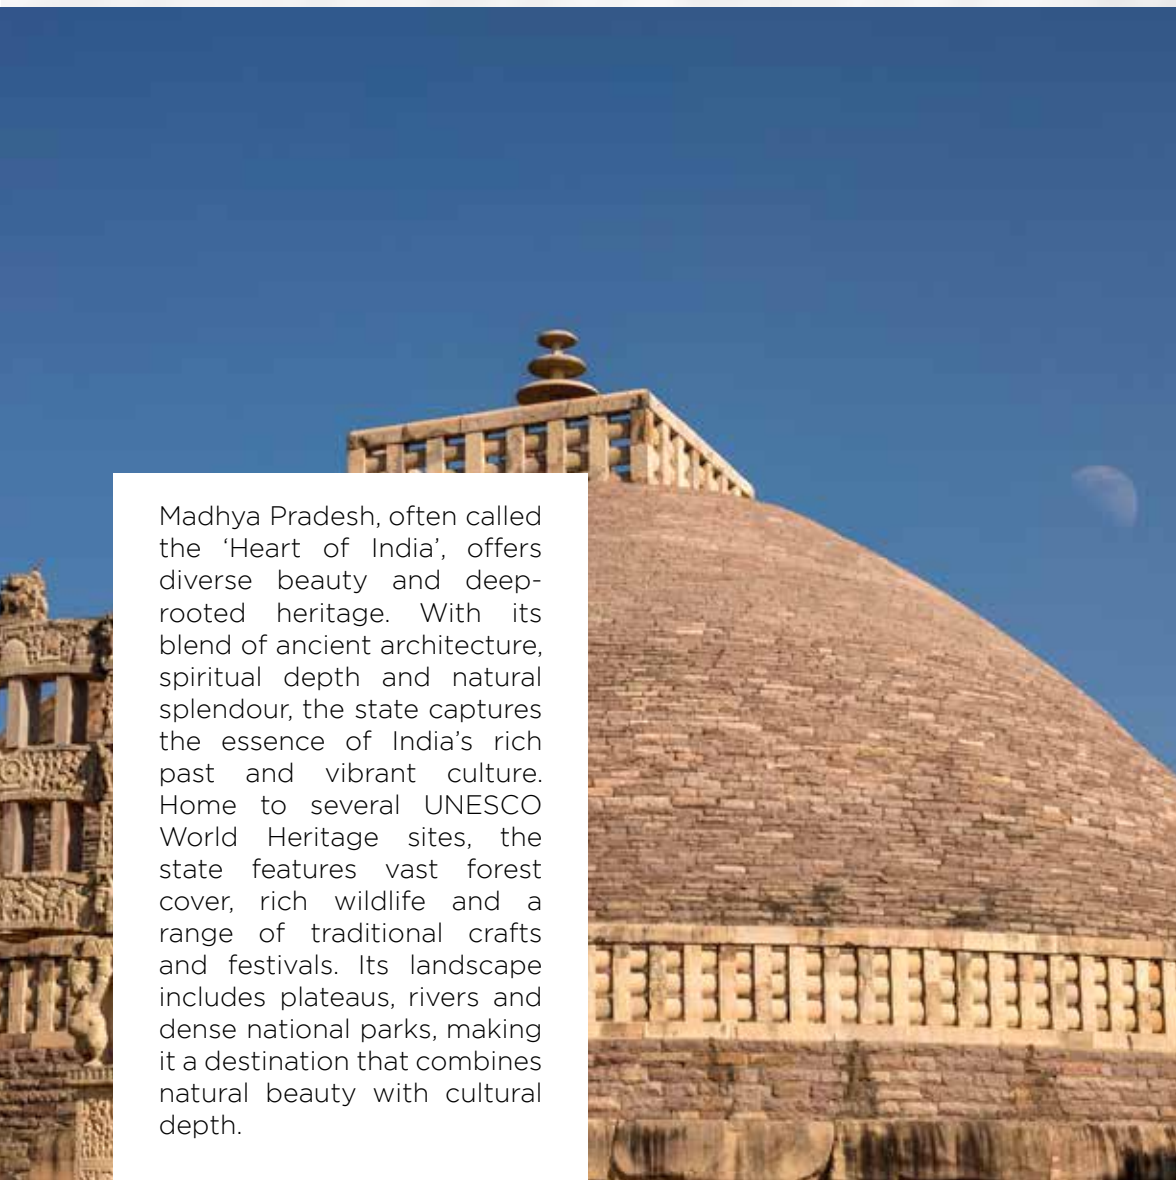 Madhya Pradesh, often called
the ‘Heart of India’, offers
diverse beauty and deep-
rooted heritage. With its
blend of ancient architecture,
spiritual depth and natural
splendour, the state captures
the essence of India’s rich
past and vibrant culture.
Home to several UNESCO
World Heritage sites, the
state features vast forest
cover, rich wildlife and a
range of traditional crafts
and festivals. Its landscape
includes plateaus, rivers and
dense national parks, making
it a destination that combines
natural beauty with cultural
depth.